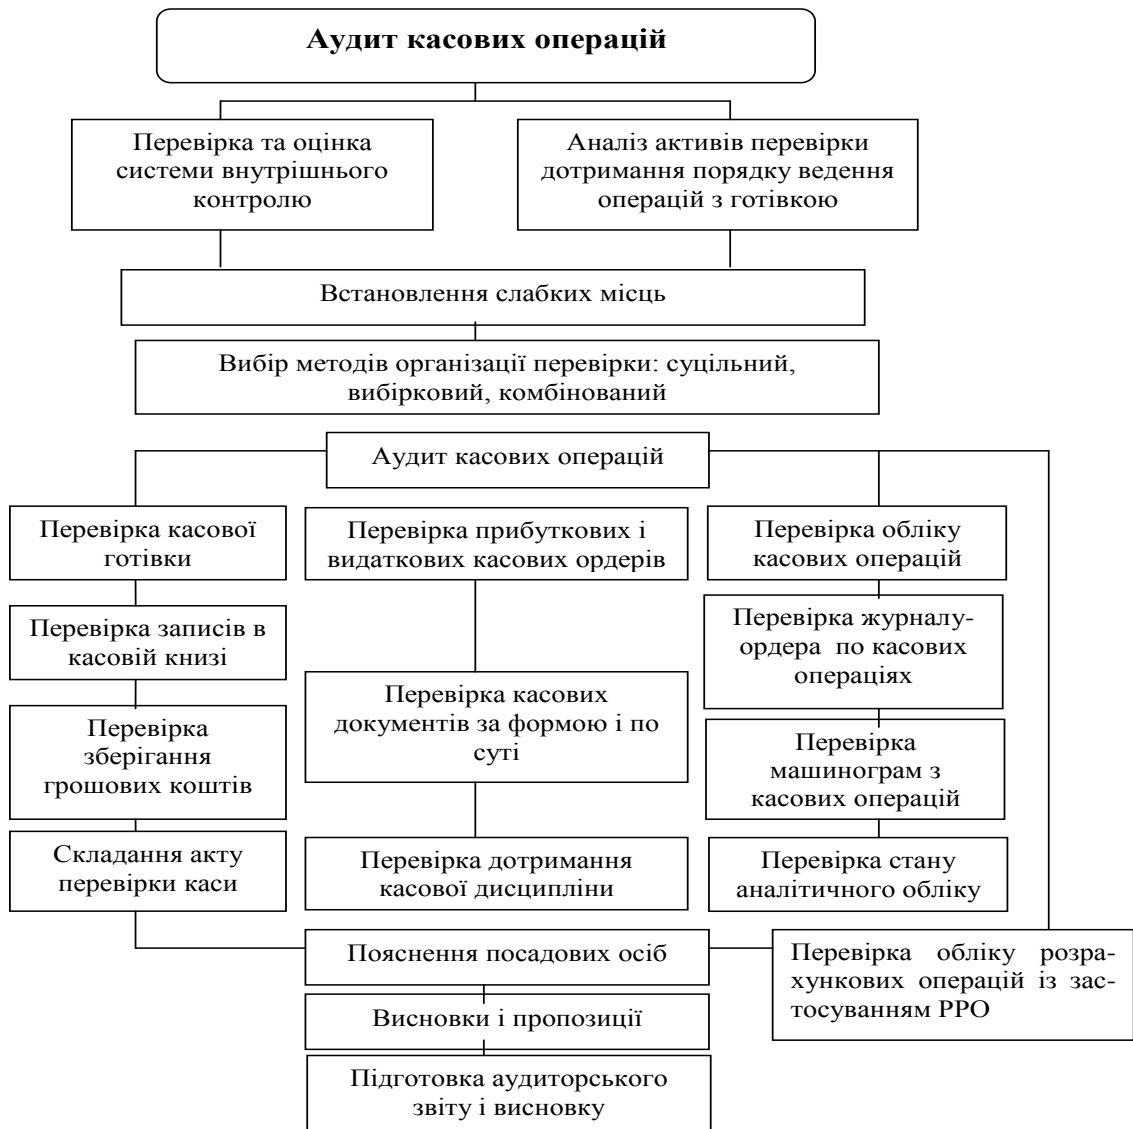 Аудит касових операцій
Перевірка та оцінка
системи внутрішнього
контролю
Аналіз активів перевірки
дотримання порядку ведення
операцій з готівкою
Встановлення слабких місць
Вибір методів організації перевірки: суцільний,
вибірковий, комбінований
Аудит касових операцій
Перевірка касової
готівки
Перевірка записів в
касовій книзі
Перевірка
зберігання
грошових коштів
Складання акту
перевірки каси
Перевірка прибуткових і
видаткових касових ордерів
Перевірка касових
документів за формою і по
суті
Перевірка дотримання
касової дисципліни
Перевірка обліку
касових операцій
Перевірка журналу-
ордера по касових
операціях
Перевірка
машинограм з
касових операцій
Перевірка стану
аналітичного обліку
Перевірка обліку розра-
хункових операцій із зас-
тосуванням РРО
Пояснення посадових осіб
Висновки і пропозиції
Підготовка аудиторського
звіту і висновку